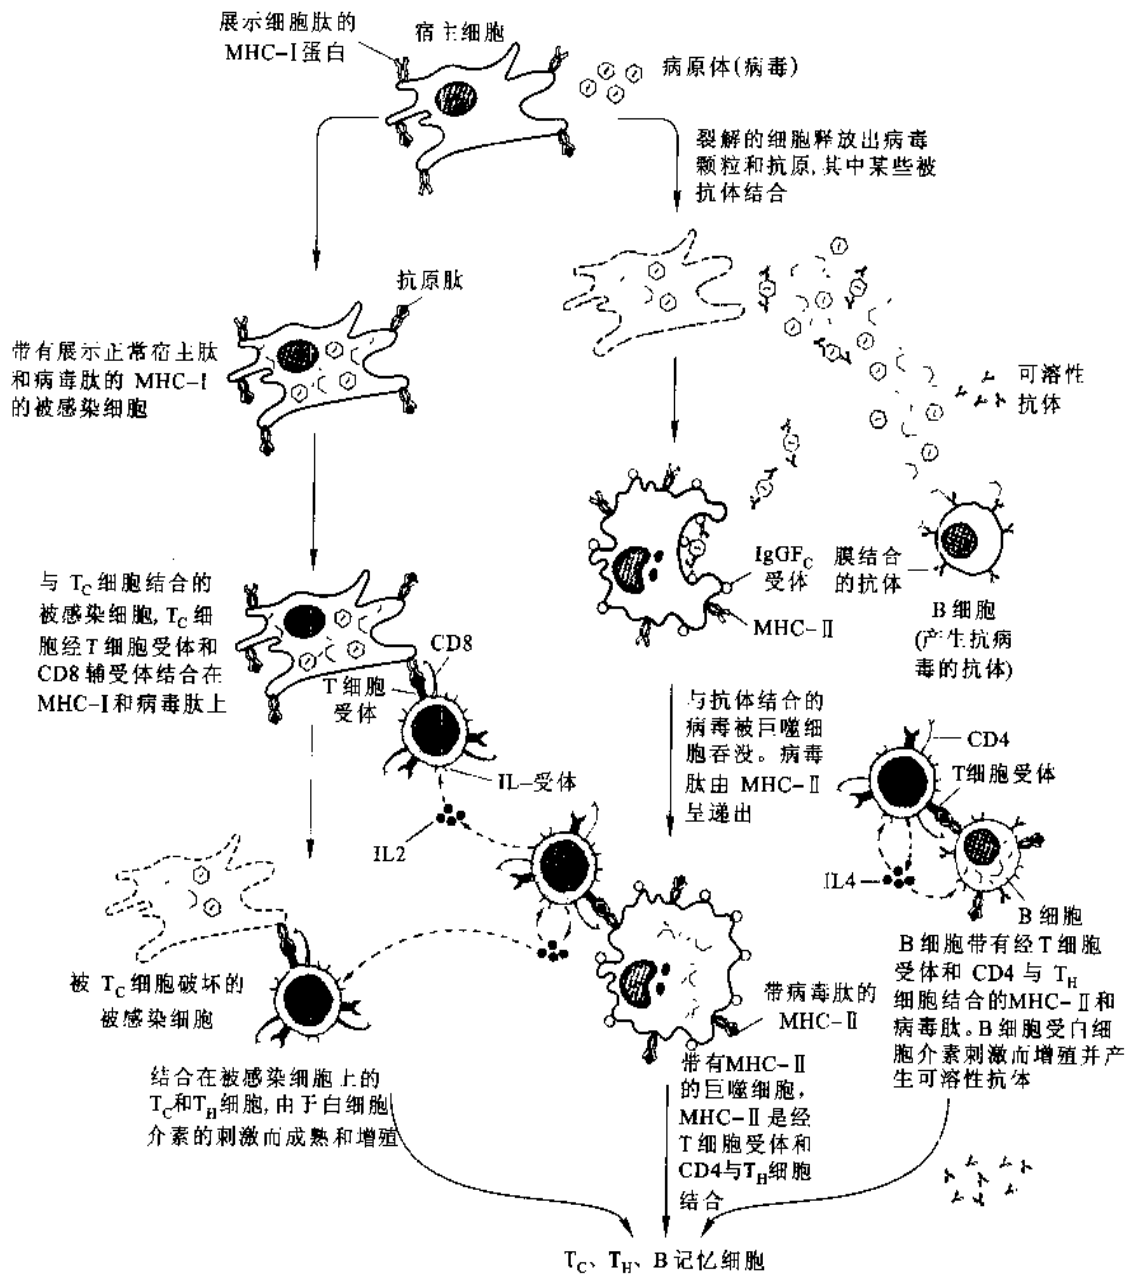 展示细胞肽的
MHC-I蛋白
宿主细胞
病原体(病毒)
裂解的细胞释放出病毒
颗粒和抗原,其中某些被
抗体结合
抗原肽
带有展示正常宿主肽
和病毒肽的 MHC-I
的被感染细胞
可溶性
抗体
IgGFC
受体
膜结合
的抗体
MHC-Ⅱ
B细胞
(产生抗病
毒的抗体)
与 TC细胞结合的
被感染细胞,TC细
胞经T细胞受体和
CD8辅受体结合在
MHC-I和病毒肽上
CD8
T细胞
受体
IL-受体
IL2
与抗体结合的
病毒被巨噬细
胞吞没。病毒
肽由 MHC-Ⅱ
呈递出
CD4
T细胞受体
IL4
B细胞
B细胞带有经T细胞
受体和 CD4 与 TH
细胞结合的MHC-Ⅱ和
病毒肽。B细胞受白细
胞介素刺激而增殖并产
生可溶性抗体
被 TC细胞破坏的
被感染细胞
带病毒肽的
MHC-Ⅱ
结合在被感染细胞上的
TC和TH细胞,由于白细胞
介素的刺激而成熟和增殖
带有MHC-Ⅱ
的巨噬细胞,
MHC-Ⅱ是经
T细胞受体和
CD4与TH细胞
结合
TC、TH、B记忆细胞